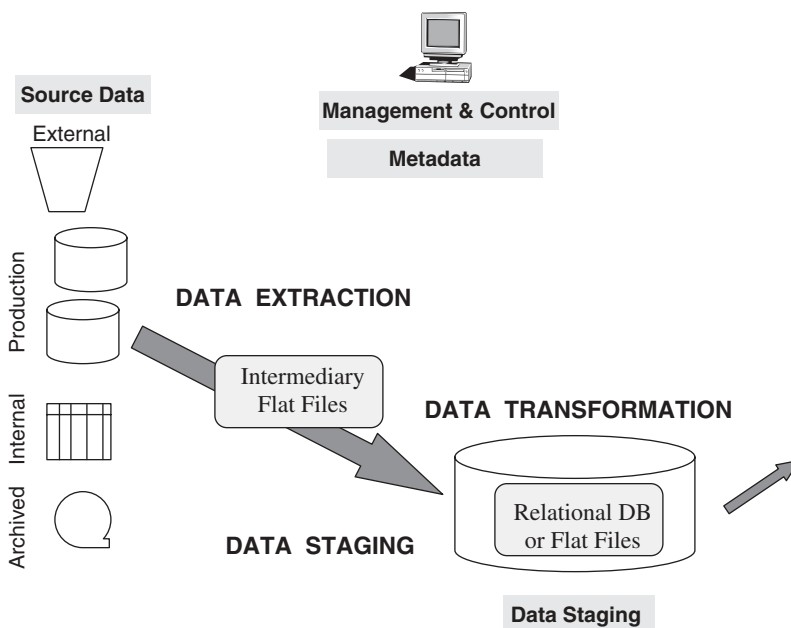 Source Data
External
Production
Internal
Archived
Management & Control
Metadata
DATA EXTRACTION
Intermediary
Flat Files
DATA TRANSFORMATION
Relational DB
or Flat Files
DATA STAGING
Data Staging